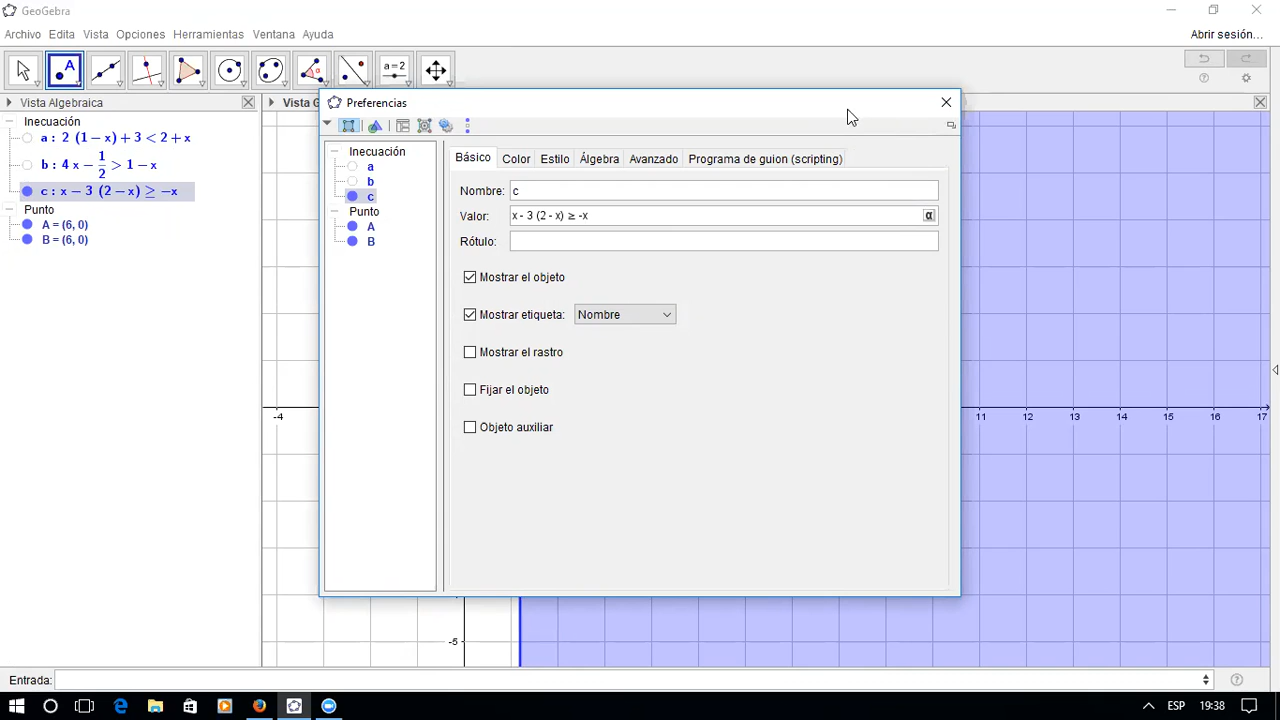 GeoGebra
Archivo Edita Vista Opciones Herramientas Ventana Ayuda
Abrir sesión...
A
a=2
Vista Algebraica
Vista G
Inecuación
a : 2 (1 − x) + 3 < 2 + x
b : 4 x − 1/2 > 1 − x
c : x − 3 (2 − x) ≥ −x
Punto
A = (6, 0)
B = (6, 0)
Preferencias
Inecuación
a
b
c
Punto
A
B
Básico Color Estilo Álgebra Avanzado Programa de guion (scripting)
Nombre: c
Valor: x - 3 (2 - x) ≥ -x α
Rótulo:
Mostrar el objeto
Mostrar etiqueta: Nombre
Mostrar el rastro
Fijar el objeto
Objeto auxiliar
-4 11 12 13 14 15 16 17
-5
Entrada:
ESP 19:38